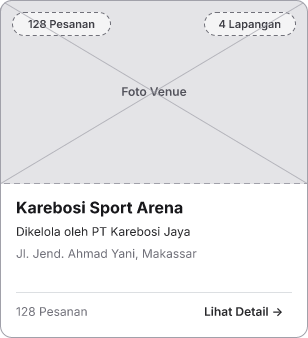 128 Pesanan
4 Lapangan
Foto Venue
Karebosi Sport Arena
Dikelola oleh PT Karebosi Jaya
Jl. Jend. Ahmad Yani, Makassar
128 Pesanan
Lihat Detail →